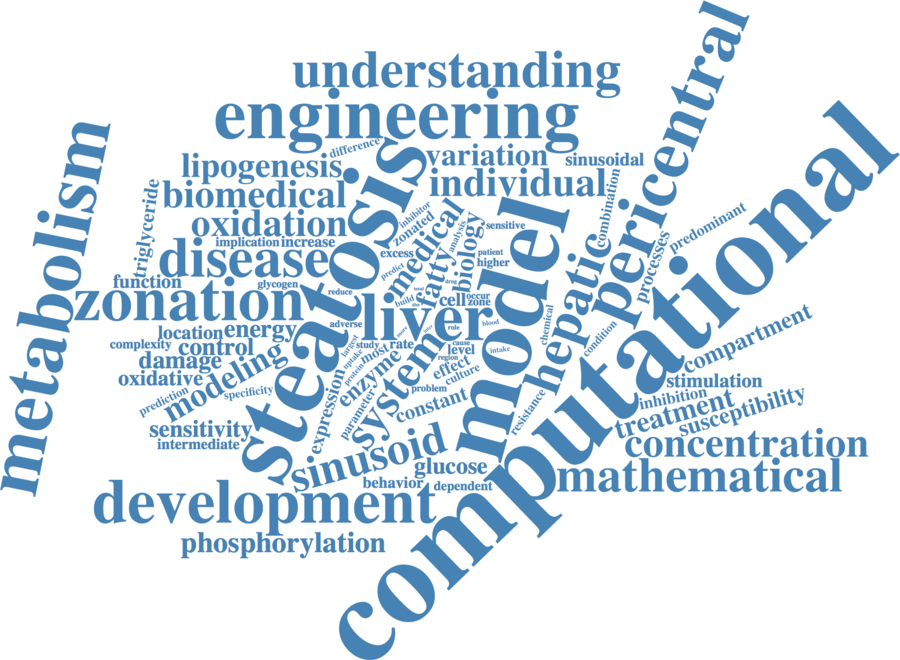 understanding
engineering
pericentral
difference
variation
sinusoidal
lipogenesis
individual
biomedical
metabolism
computational
steatosis
oxidation
triglyceride
combination
inhibitor
zonated
medical
sensitive
analysis
biology
implication
increase
predominant
processes
disease
excess
patient
higher
fatty
predict
function
glycogen
drug
total
zonation
reduce
build
diet
cell
occur
zone
model
hepatic
liver
chemical
location
energy
adverse
role
blood
complexity
control
largest
study
most
rate
cause
level
intake
condition
compartment
damage
modeling
uptake
protein
enzyme
system
region
effect
culture
oxidative
specificity
problem
stimulation
prediction
expression
parameter
constant
resistance
inhibition
treatment
susceptibility
sensitivity
intermediate
sinusoid
glucose
concentration
behavior
dependent
mathematical
development
phosphorylation